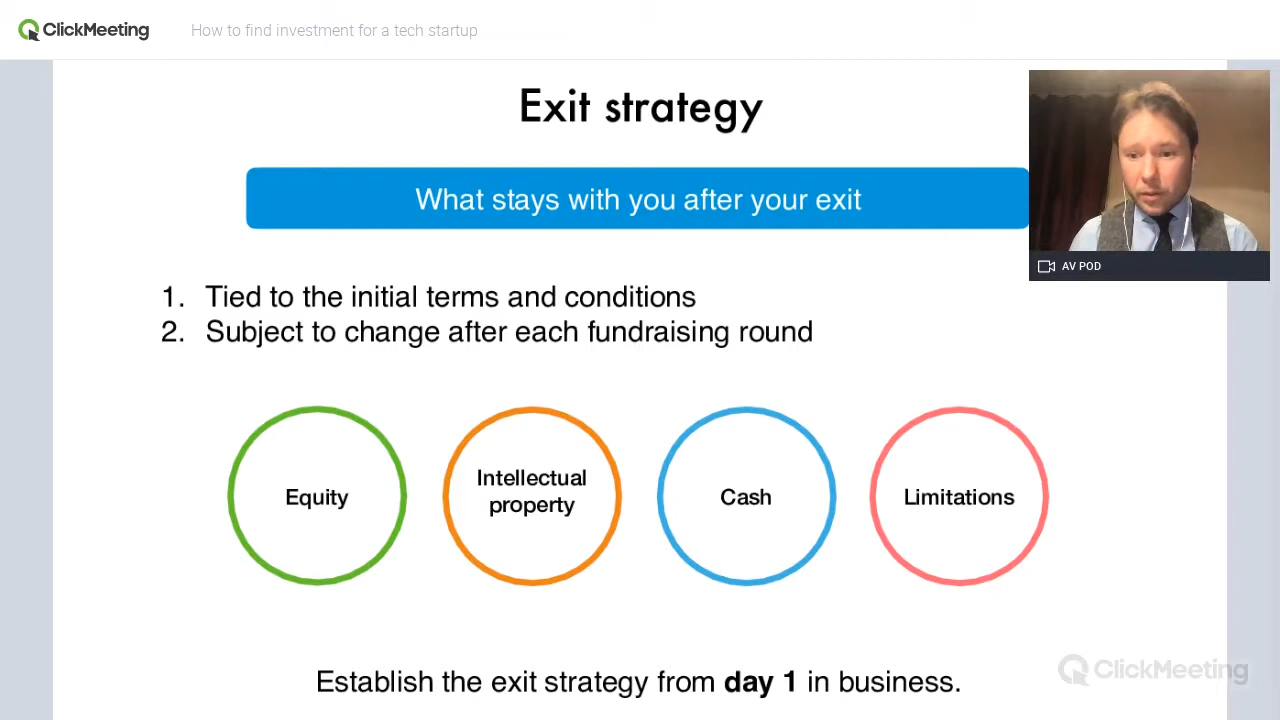 ClickMeeting
How to find investment for a tech startup
Exit strategy
What stays with you after your exit
AV POD
1. Tied to the initial terms and conditions
2. Subject to change after each fundraising round
Equity
Intellectual
property
Cash
Limitations
ClickMeeting
Establish the exit strategy from day 1 in business.